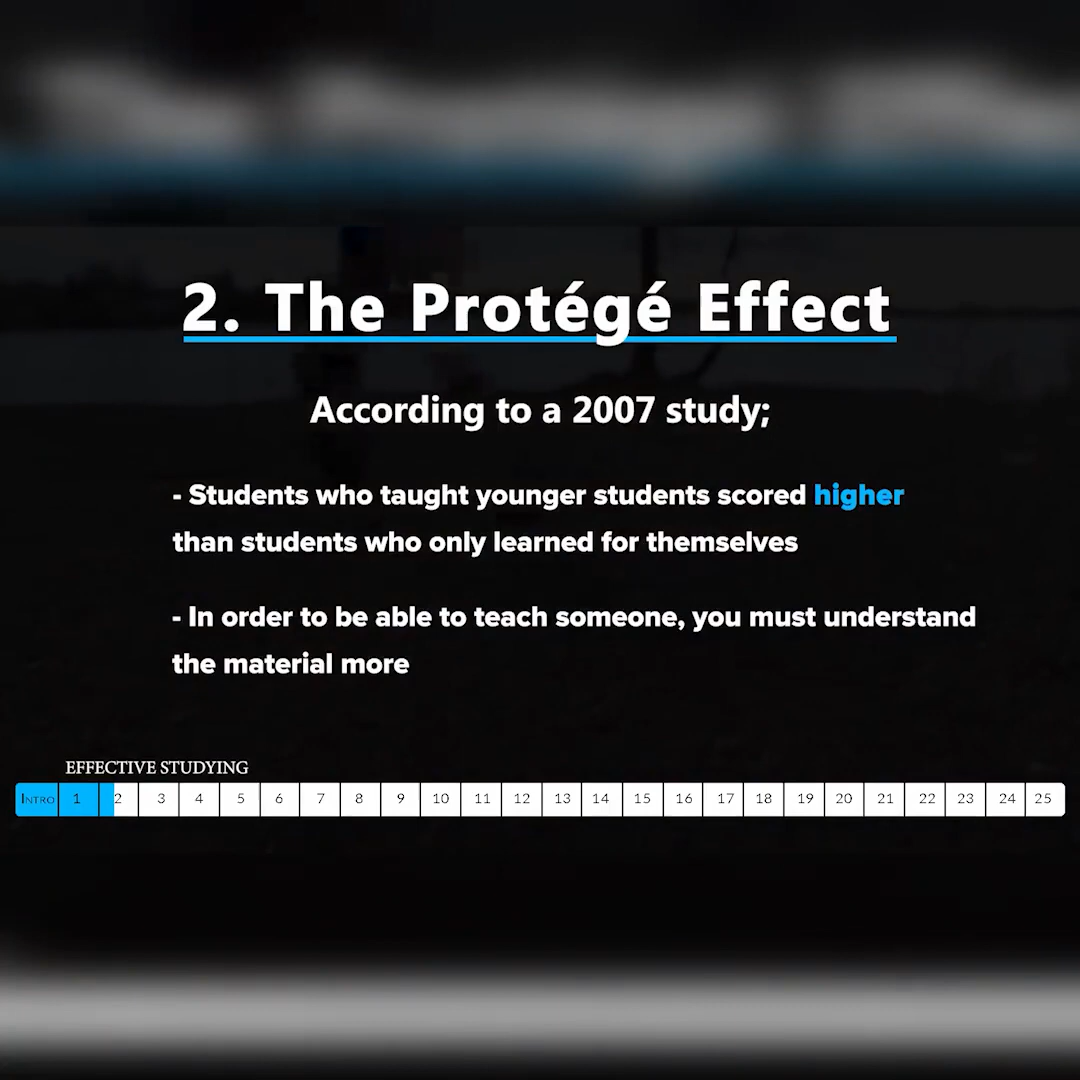 2. The Protégé Effect
According to a 2007 study;
- Students who taught younger students scored higher
than students who only learned for themselves
- In order to be able to teach someone, you must understand
the material more
EFFECTIVE STUDYING
INTRO 1 2 3 4 5 6 7 8 9 10 11 12 13 14 15 16 17 18 19 20 21 22 23 24 25